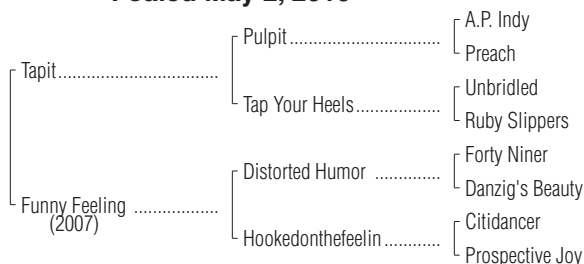 Foaled May 2, 2018
A.P. Indy
Pulpit
Preach
Tapit
Unbridled
Tap Your Heels
Ruby Slippers
Forty Niner
Distorted Humor
Danzig's Beauty
Funny Feeling
(2007)
Citidancer
Hookedonthefeelin
Prospective Joy